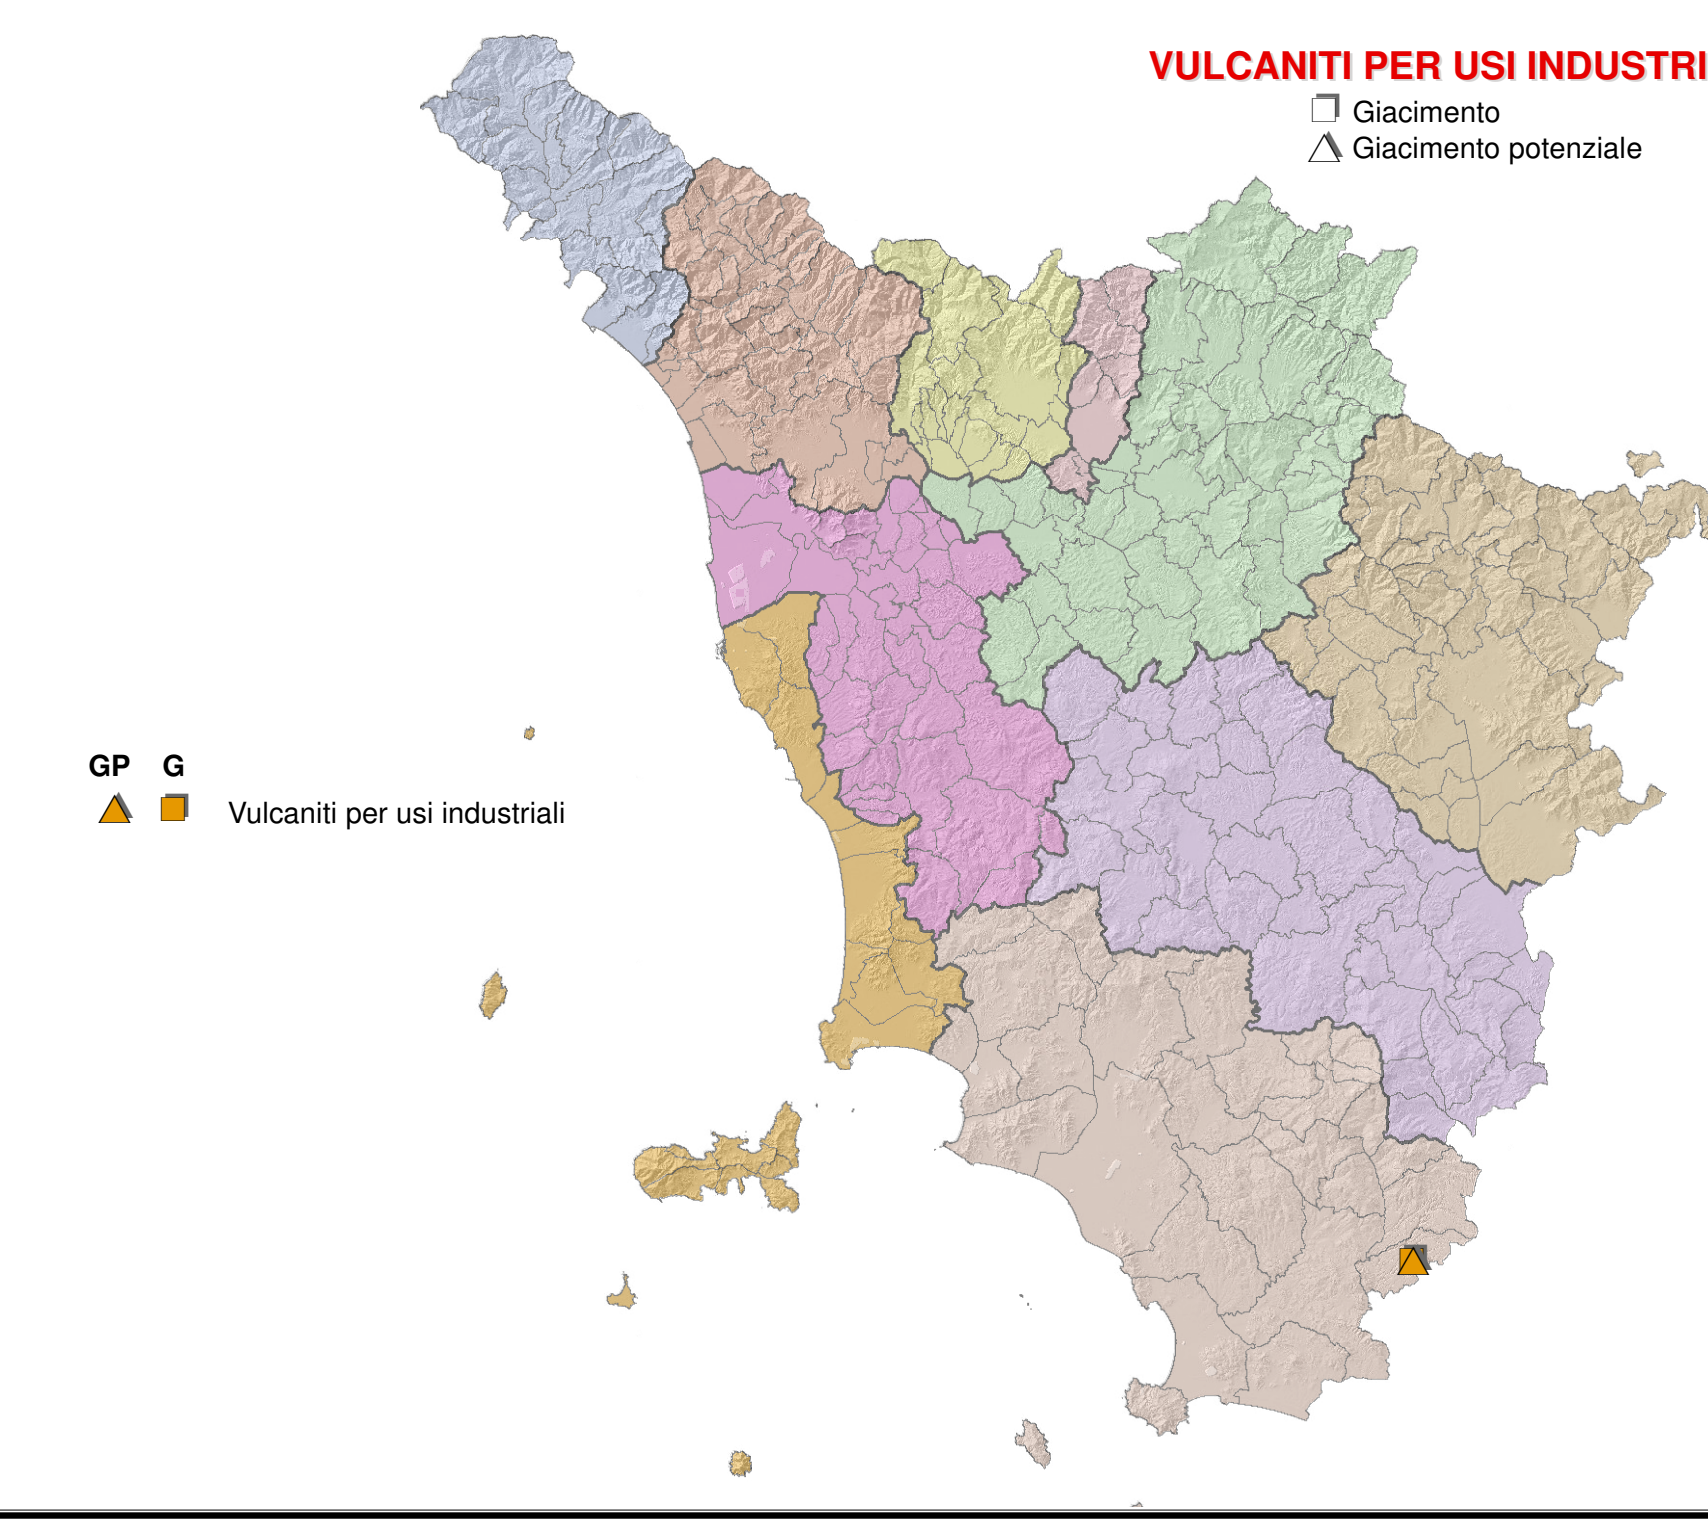 VULCANITI PER USI INDUSTRI
Giacimento
Giacimento potenziale
GP G
Vulcaniti per usi industriali